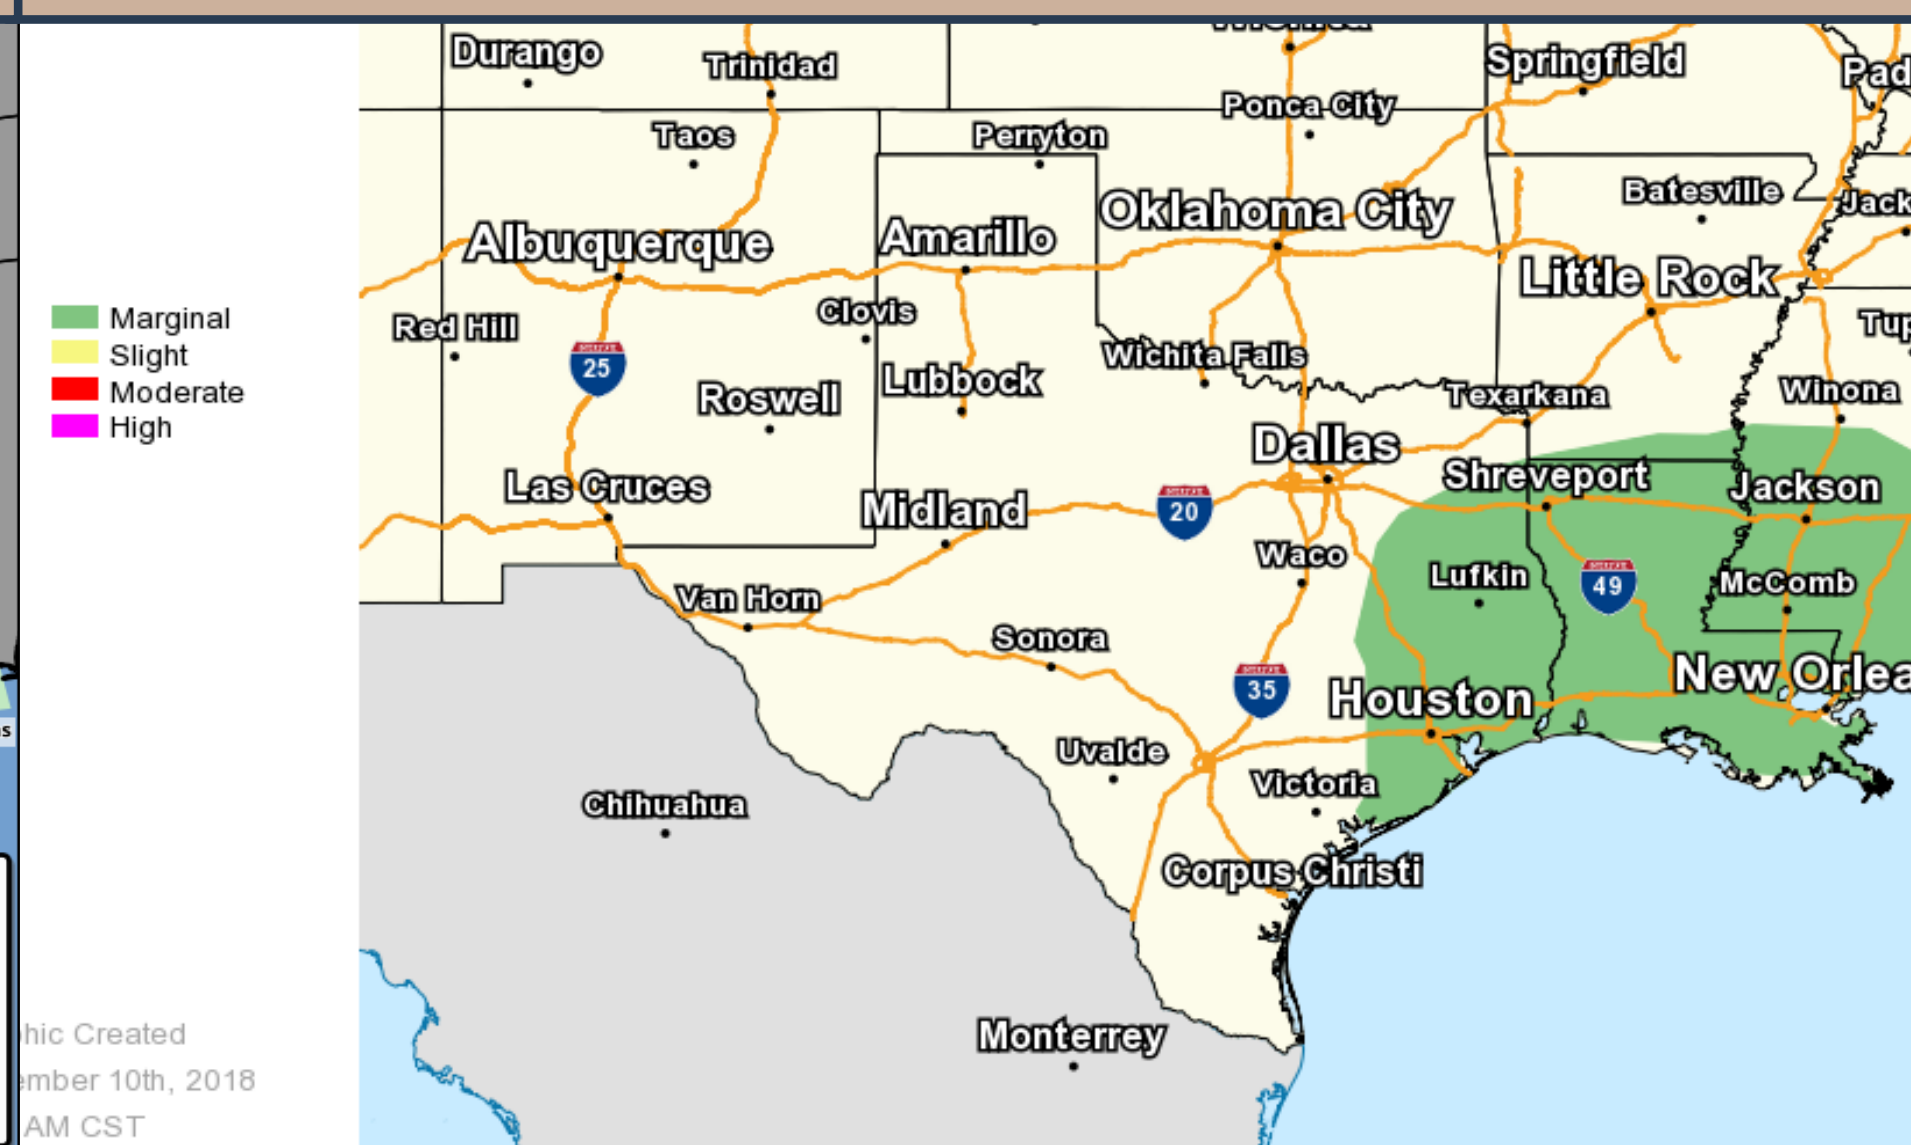 Durango
Trinidad
Springfield
Ponca City
Taos
Perryton
Batesville
Oklahoma City
Albuquerque
Amarillo
Little Rock
Clovis
Red Hill
Marginal
Slight
Moderate
High
25
Wichita Falls
Lubbock
Roswell
Texarkana
Winona
Dallas
Shreveport
Las Cruces
Jackson
Midland
20
Waco
Lufkin
49
McComb
Van Horn
Sonora
35
Houston
New Orlea
Uvalde
Victoria
Chihuahua
Corpus Christi
Monterrey
hic Created
ember 10th, 2018
AM CST